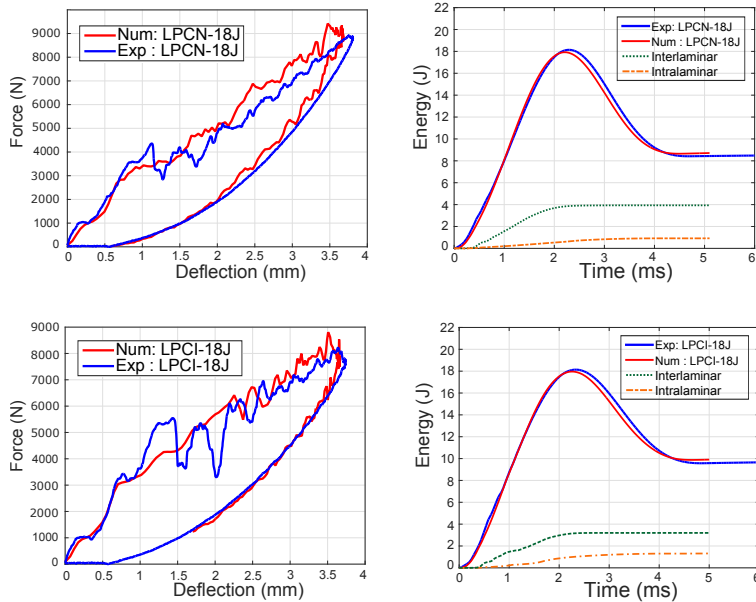 Num: LPCN-18J
Exp : LPCN-18J
Force (N)
9000
8000
7000
6000
5000
4000
3000
2000
1000
0
0 0.5 1 1.5 2 2.5 3 3.5 4
Deflection (mm)
Exp: LPCN-18J
Num : LPCN-18J
Interlaminar
Intralaminar
Energy (J)
22
20
18
16
14
12
10
8
6
4
2
0
0 1 2 3 4 5 6
Time (ms)
Num: LPCI-18J
Exp : LPCI-18J
Force (N)
9000
8000
7000
6000
5000
4000
3300
2000
1000
0
0 0.5 1 1.5 2 2.5 3 3.5 4
Deflection (mm)
Exp: LPCI-18J
Num : LPCI-18J
Interlaminar
Intralaminar
Energy (J)
22
20
18
16
14
12
10
8
6
4
2
0
0 1 2 3 4 5 6
Time (ms)